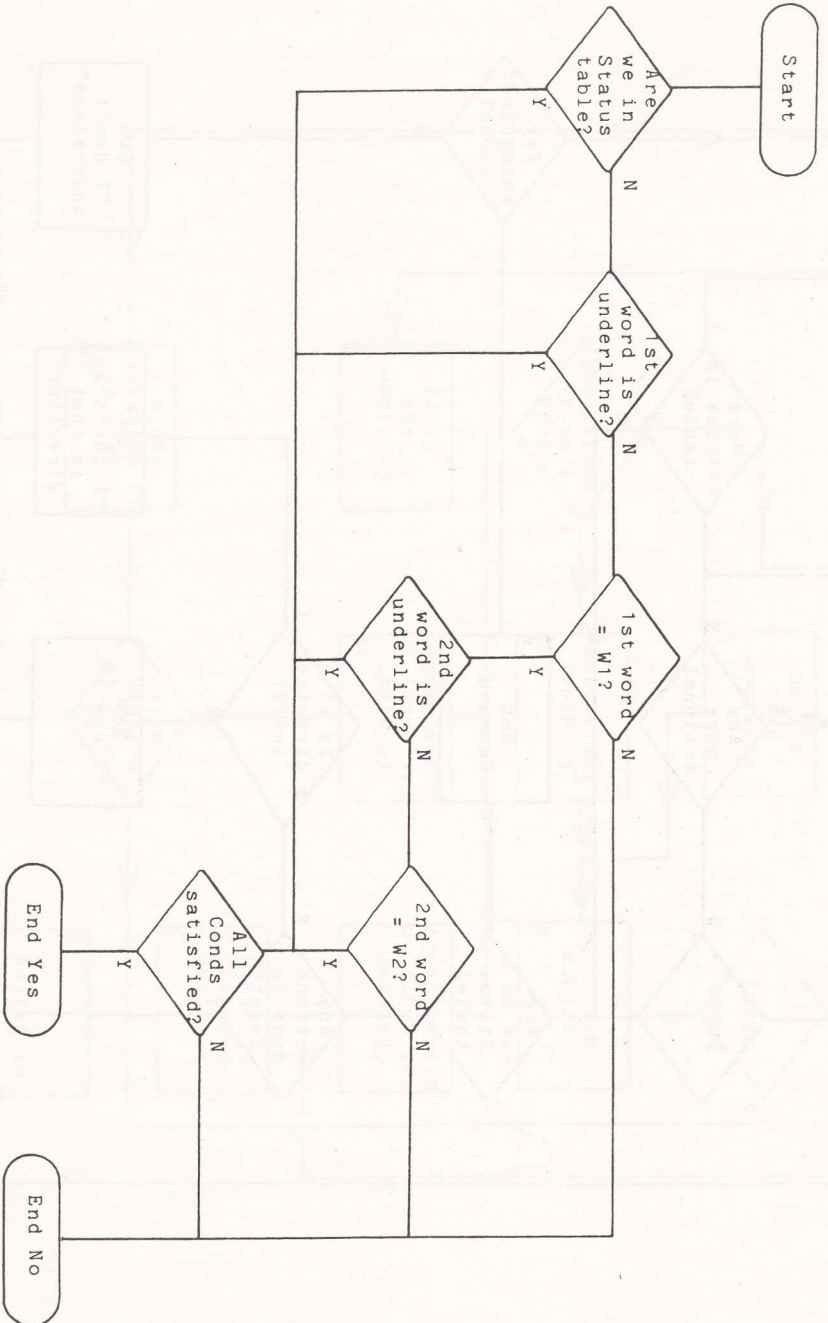 Start
Are
we in
Status
table?
Y
N
1st
word is
underline?
Y
N
1st word
= W1?
Y
N
2nd
word is
underline?
Y
N
2nd word
= W2?
Y
N
All
Conds
satisfied?
Y
N
End Yes
End No